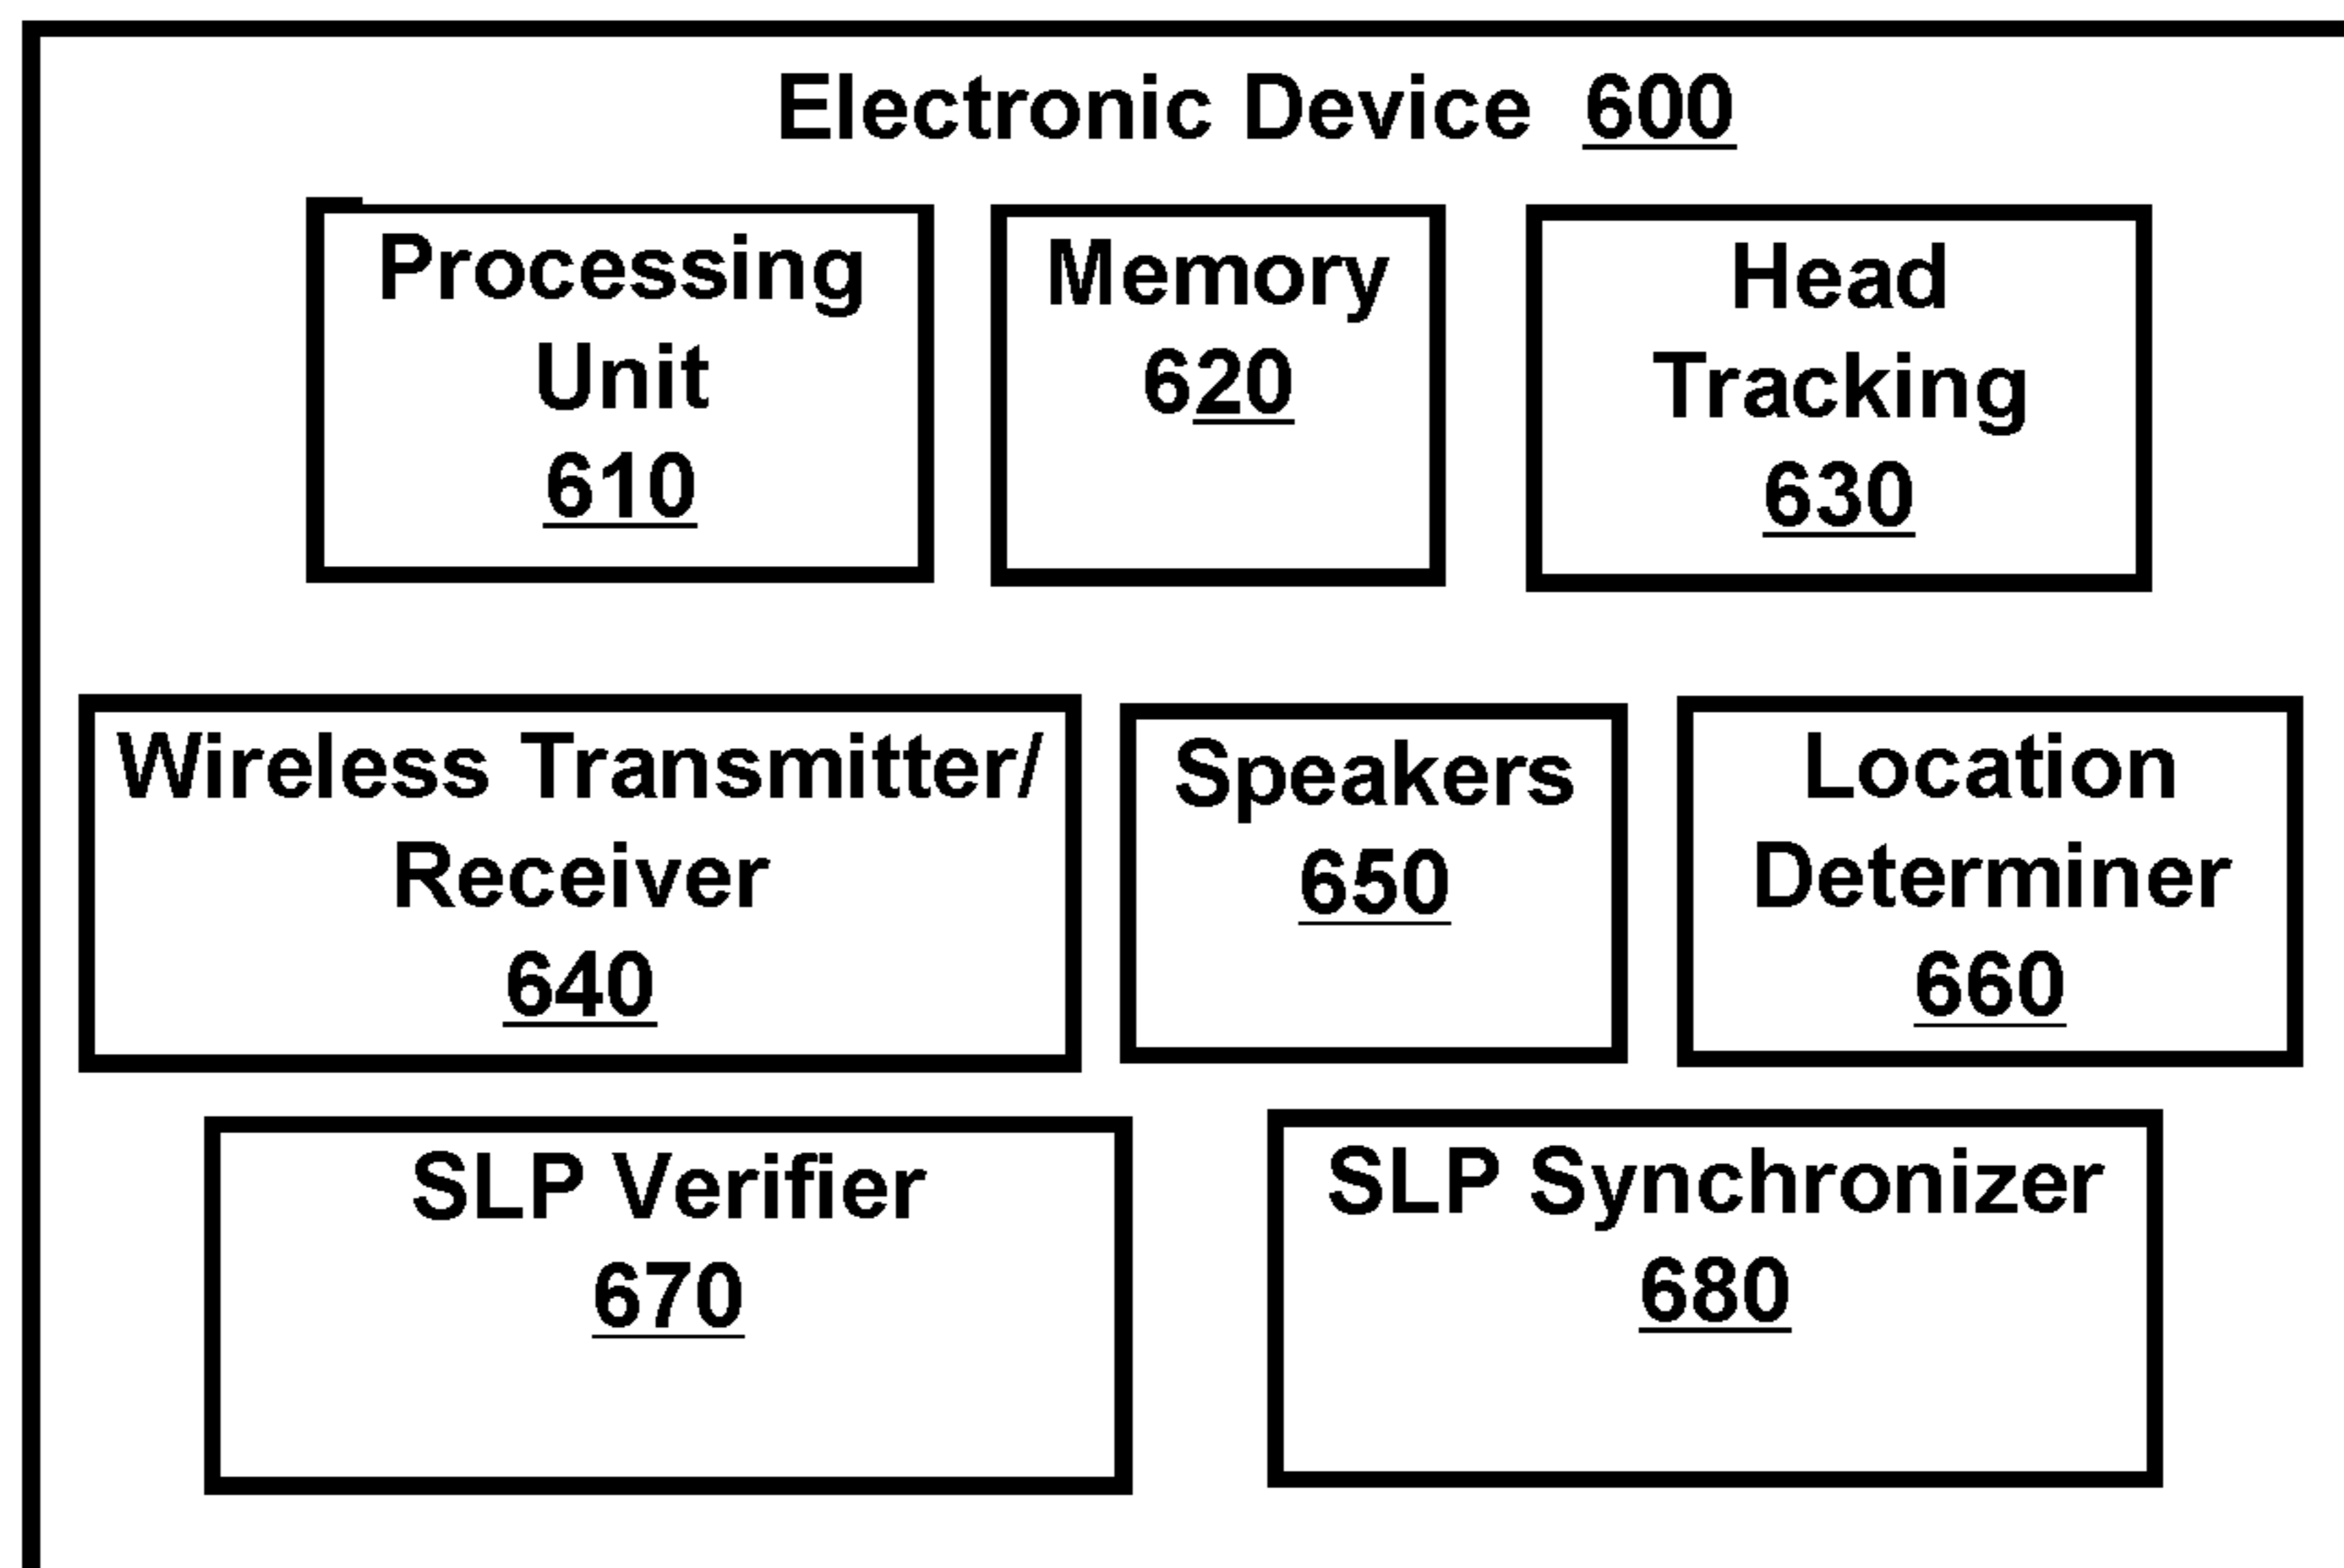 Electronic Device 600
Processing
Unit
610
Memory
620
Head
Tracking
630
Wireless Transmitter/
Receiver
640
Speakers
650
Location
Determiner
660
SLP Verifier
670
SLP Synchronizer
680